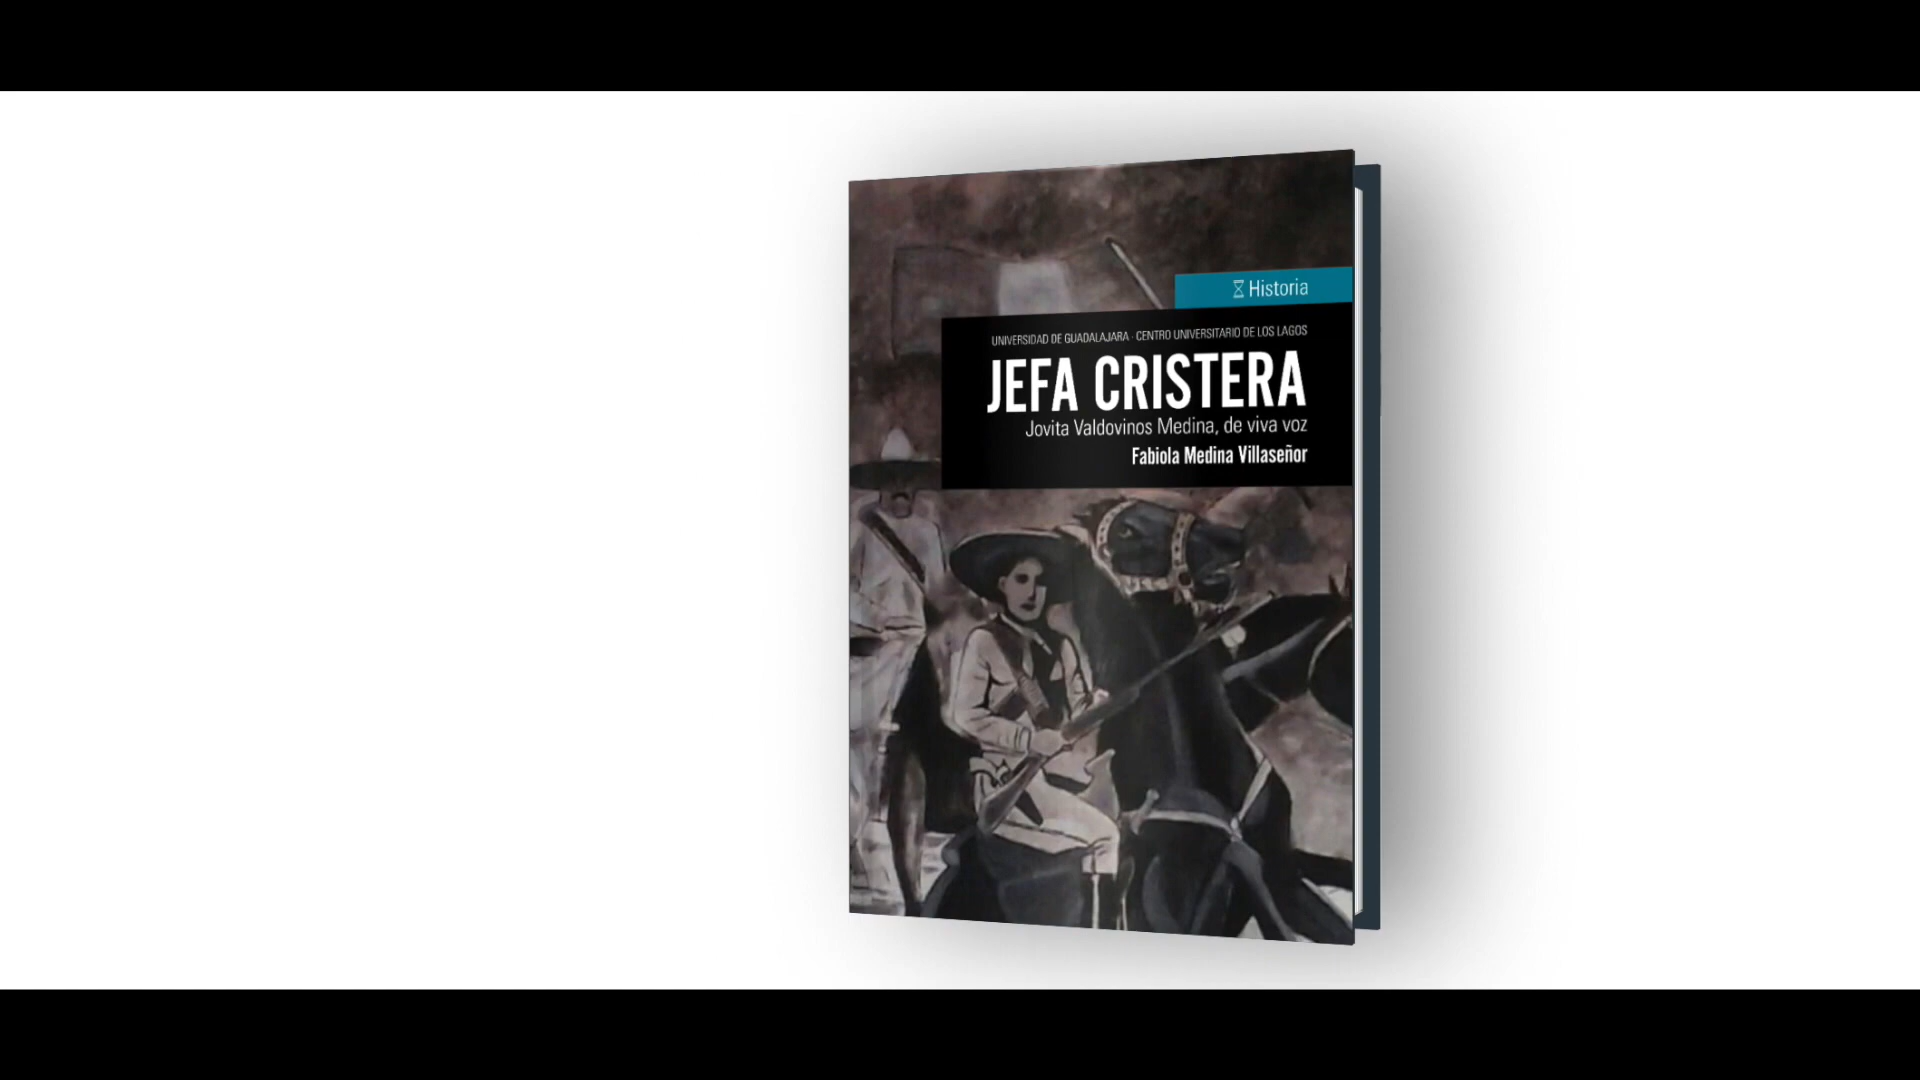 Historia
UNIVERSIDAD DE GUADALAJARA · CENTRO UNIVERSITARIO DE LOS LAGOS
JEFA CRISTERA
Jovita Valdovinos Medina, de viva voz
Fabiola Medina Villaseñor